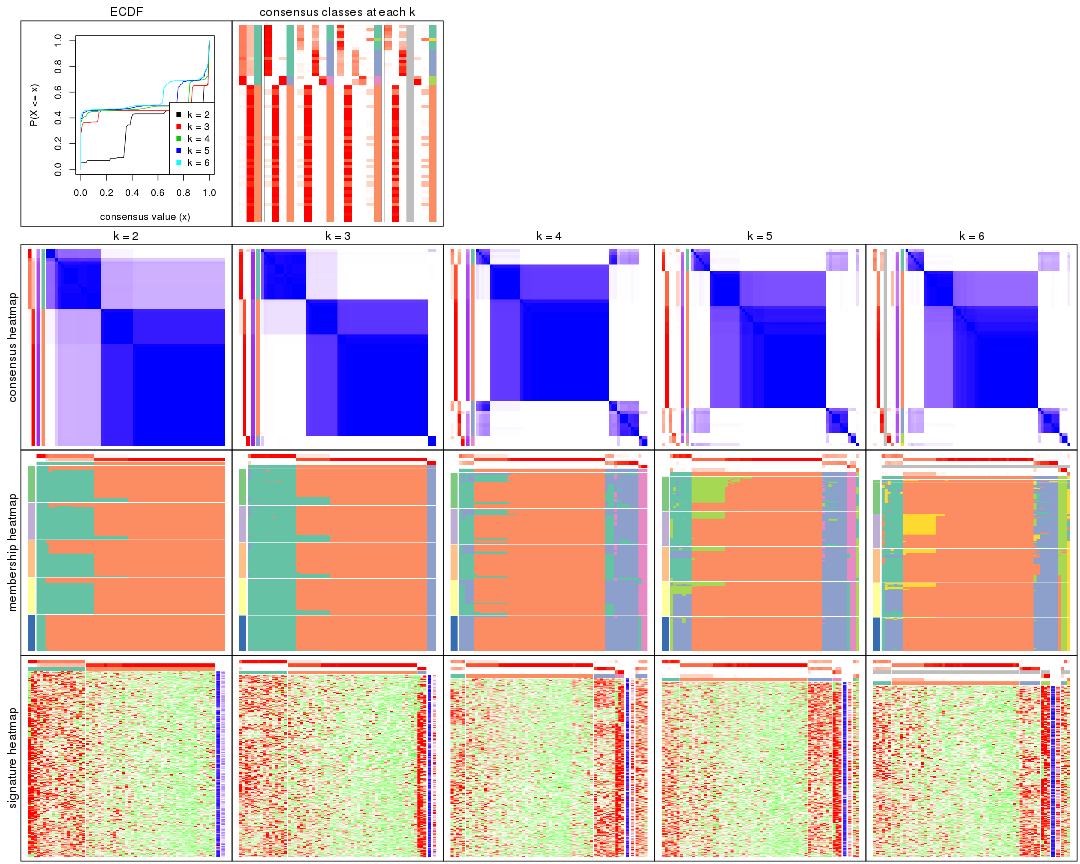 ECDF
consensus classes at each k
P(X <= x)
0.0 0.2 0.4 0.6 0.8 1.0
k = 2
k = 3
k = 4
k = 5
k = 6
0.0 0.2 0.4 0.6 0.8 1.0
consensus value (x)
k = 2
k = 3
k = 4
k = 5
k = 6
consensus heatmap
membership heatmap
signature heatmap